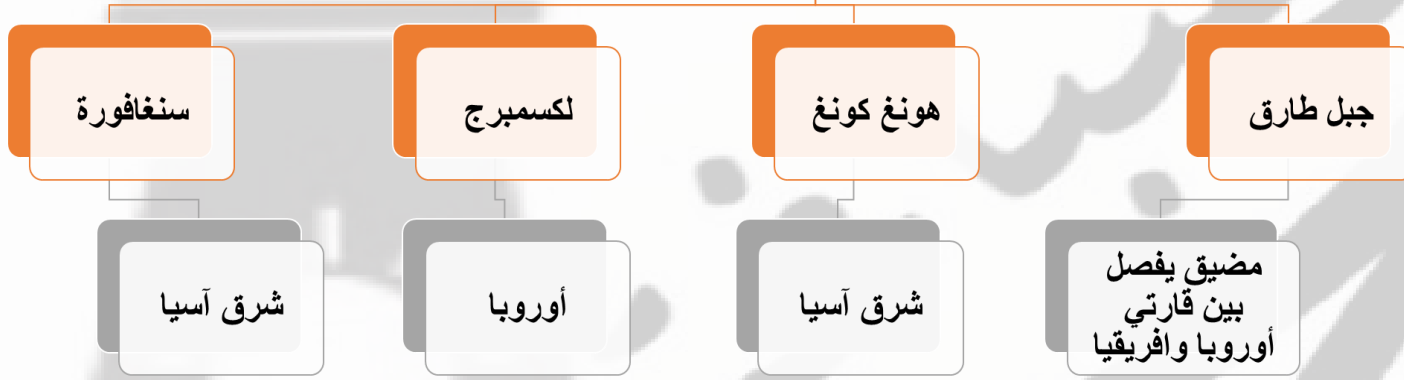 جبل طارق
هونغ كونغ
لكسمبرج
سنغافورة
مضيق يفصل
بين قارتي
أوروبا وافريقيا
شرق آسيا
أوروبا
شرق آسيا